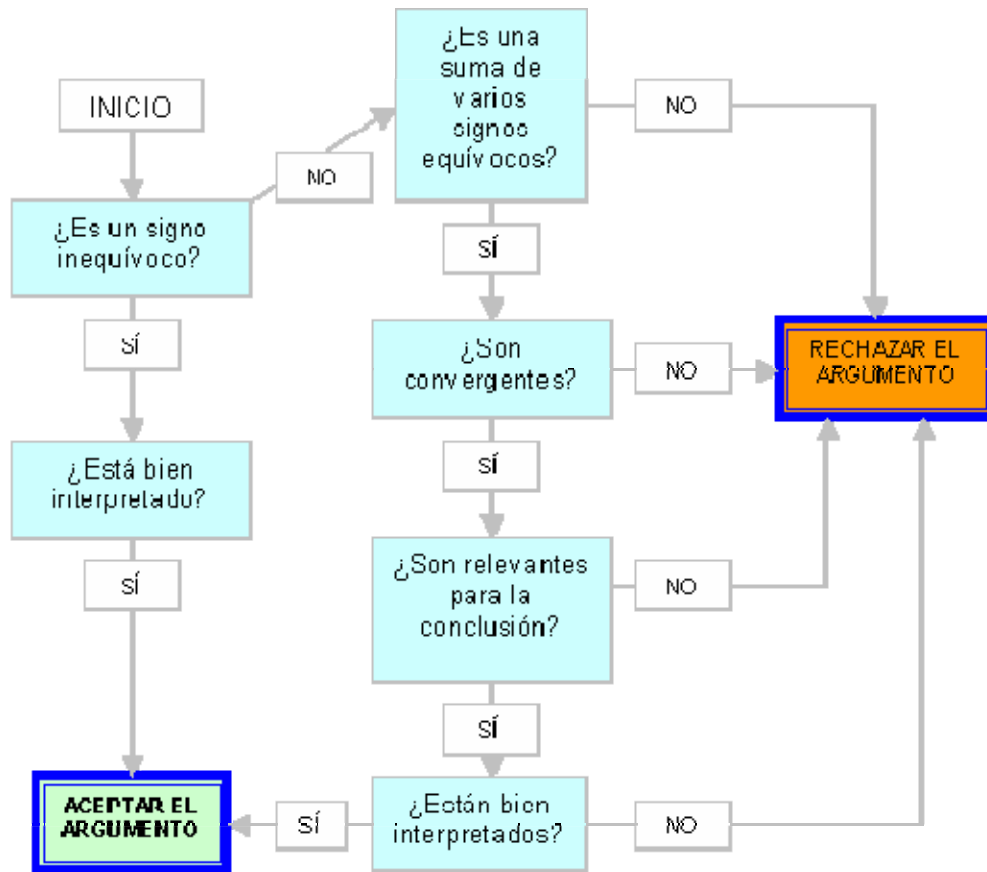 INICIO
¿Es un signo
inequívoco?
SÍ
¿Está bien
interpretado?
SÍ
ACEPTAR EL
ARGUMENTO
NO
¿Es una
suma de
varios
signos
equívocos?
NO
SÍ
¿Son
convergentes?
NO
SÍ
¿Son relevantes
para la
conclusión?
NO
SÍ
¿Están bien
interpretados?
SÍ
NO
RECHAZAR EL
ARGUMENTO